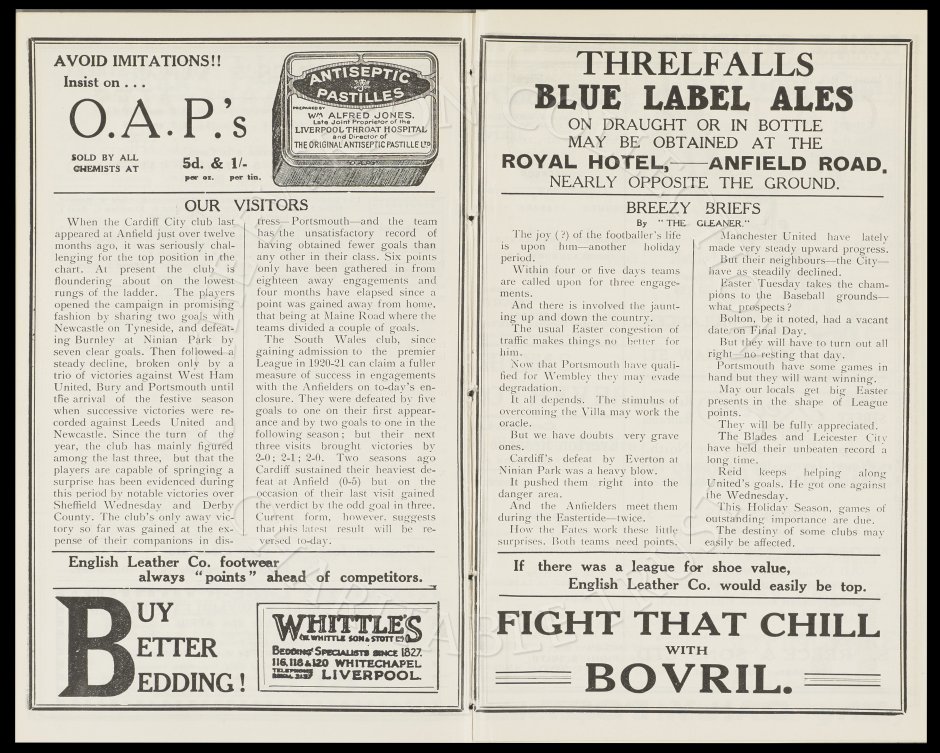 AVOID IMITATIONS!!
Insist on . . .
O.A.P.'s
SOLD BY ALL
CHEMISTS AT
5d. & 1/-
per oz. per tin.
ANTISEPTIC
PASTILLES
PREPARED BY
WM ALFRED JONES.
Late Joint Proprietor of the
LIVERPOOL THROAT HOSPITAL
and Director of
THE ORIGINAL ANTISEPTIC PASTILLE LTD
OUR VISITORS
When the Cardiff City club last
appeared at Anfield just over twelve
months ago, it was seriously chal-
lenging for the top position in the
chart. At present the club is
floundering about on the lowest
rungs of the ladder. The players
opened the campaign in promising
fashion by sharing two goals with
Newcastle on Tyneside, and defeat-
ing Burnley at Ninian Park by
seven clear goals. Then followed a
steady decline, broken only by a
trio of victories against West Ham
United, Bury and Portsmouth until
the arrival of the festive season
when successive victories were re-
corded against Leeds United and
Newcastle. Since the turn of the
year, the club has mainly figured
among the last three, but that the
players are capable of springing a
surprise has been evidenced during
this period by notable victories over
Sheffield Wednesday and Derby
County. The club's only away vic-
tory so far was gained at the ex-
pense of their companions in dis-
tress—Portsmouth—and the team
has the unsatisfactory record of
having obtained fewer goals than
any other in their class. Six points
only have been gathered in from
eighteen away engagements and
four months have elapsed since a
point was gained away from home,
that being at Maine Road where the
teams divided a couple of goals.
The South Wales club, since
gaining admission to the premier
League in 1920-21 can claim a fuller
measure of success in engagements
with the Anfielders on to-day's en-
closure. They were defeated by five
goals to one on their first appear-
ance and by two goals to one in the
following season; but their next
three visits brought victories by
2-0; 2-1; 2-0. Two seasons ago
Cardiff sustained their heaviest de-
feat at Anfield (0-5) but on the
occasion of their last visit gained
the verdict by the odd goal in three.
Current form, however, suggests
that this latest result will be re-
versed to-day.
English Leather Co. footwear
always "points" ahead of competitors.
BUY
BETTER
BEDDING!
WHITTLE'S
(R. WHITTLE SON & STOTT LTD)
BEDDING SPECIALISTS SINCE 1827.
116, 118 & 120 WHITECHAPEL
TELEPHONE
LIVERPOOL.
THRELFALLS
BLUE LABEL ALES
ON DRAUGHT OR IN BOTTLE
MAY BE OBTAINED AT THE
ROYAL HOTEL,—ANFIELD ROAD.
NEARLY OPPOSITE THE GROUND.
BREEZY BRIEFS
By "THE GLEANER."
The joy (?) of the footballer's life
is upon him—another holiday
period.
Within four or five days teams
are called upon for three engage-
ments.
And there is involved the jaunt-
ing up and down the country.
The usual Easter congestion of
traffic makes things no better for
him.
Now that Portsmouth have quali-
fied for Wembley they may evade
degradation.
It all depends. The stimulus of
overcoming the Villa may work the
oracle.
But we have doubts very grave
ones.
Cardiff's defeat by Everton at
Ninian Park was a heavy blow.
It pushed them right into the
danger area.
And the Anfielders meet them
during the Eastertide—twice.
How the Fates work these little
surprises. Both teams need points.
Manchester United have lately
made very steady upward progress.
But their neighbours—the City—
have as steadily declined.
Easter Tuesday takes the cham-
pions to the Baseball grounds—
what prospects?
Bolton, be it noted, had a vacant
date on Final Day.
But they will have to turn out all
right—no resting that day.
Portsmouth have some games in
hand but they will want winning.
May our locals get big Easter
presents in the shape of League
points.
They will be fully appreciated.
The Blades and Leicester City
have held their unbeaten record a
long time.
Reid keeps helping along
United's goals. He got one against
the Wednesday.
This Holiday Season, games of
outstanding importance are due.
The destiny of some clubs may
easily be affected.
If there was a league for shoe value,
English Leather Co. would easily be top.
FIGHT THAT CHILL
WITH
BOVRIL.